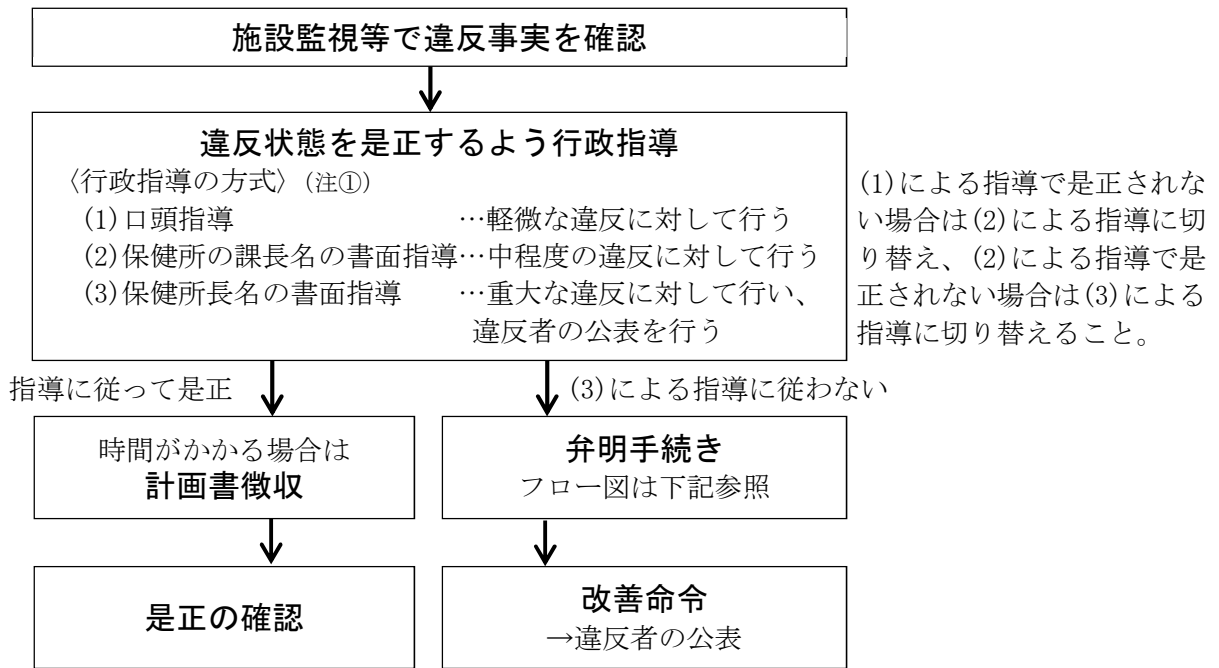 施設監視等で違反事実を確認
違反状態を是正するよう行政指導
〈行政指導の方式〉(注①)
(1)口頭指導　　　　　　　…軽微な違反に対して行う
(2)保健所の課長名の書面指導…中程度の違反に対して行う
(3)保健所長名の書面指導　　…重大な違反に対して行い、
違反者の公表を行う
(1)による指導で是正されな
い場合は(2)による指導に切
り替え、(2)による指導で是
正されない場合は(3)による
指導に切り替えること。
指導に従って是正
(3)による指導に従わない
時間がかかる場合は
計画書徴収
弁明手続き
フロー図は下記参照
是正の確認
改善命令
→違反者の公表